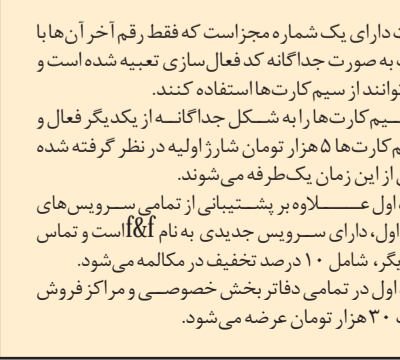 دارای یک شماره مجزاست که فقط رقم آخر آن‌ها با
به صورت جداگانه کد فعال‌سازی تعبیه شده است و
توانند از سیم کارت‌ها استفاده کنند.
سیم کارت‌ها را به شکل جداگانه از یکدیگر فعال و
کارت‌ها ۵ هزار تومان شارژ اولیه در نظر گرفته شده
از این زمان یک‌طرفه می‌شوند.
اول علاوه بر پشتیبانی از تمامی سرویس‌های
اول، دارای سرویس جدیدی به نام f&f است و تماس
شامل ۱۰ درصد تخفیف در مکالمه می‌شود.
اول در تمامی دفاتر بخش خصوصی و مراکز فروش
۳۰ هزار تومان عرضه می‌شود.